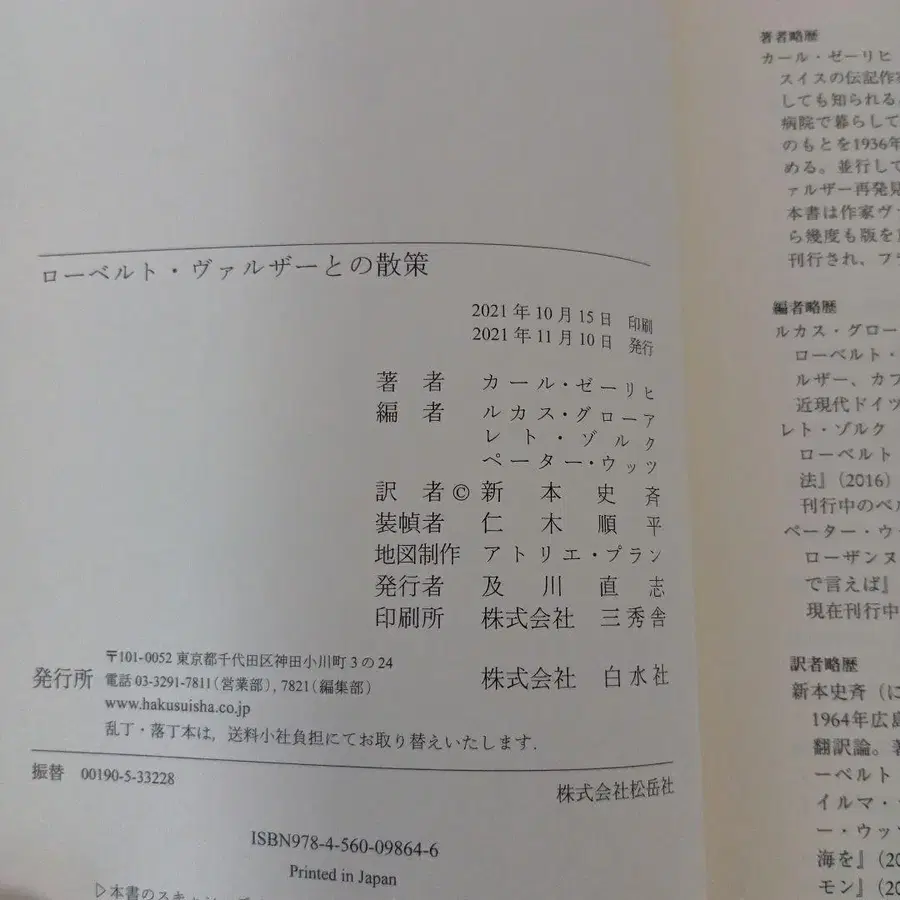 ローベルト・ヴァルザーとの散策
2021年10月15日 印刷
2021年11月10日 発行
著者 カール・ゼーリヒ
編者 ルカス・グローア
レト・ゾルク
ペーター・ウッツ
訳者 © 新本史斉
装幀者 仁木順平
地図制作 アトリエ・プラン
発行者 及川直志
印刷所 株式会社 三秀舎
発行所
〒101-0052 東京都千代田区神田小川町3の24
電話 03-3291-7811(営業部), 7821(編集部)
www.hakusuisha.co.jp
乱丁・落丁本は,送料小社負担にてお取り替えいたします.
株式会社 白水社
振替 00190-5-33228
株式会社松岳社
ISBN978-4-560-09864-6
Printed in Japan
▷本書のスキャン
著者略歴
カール・ゼーリヒ
スイスの伝記作家
しても知られる
病院で暮らして
のもとを1936年
める。並行して
ァルザー再発見
本書は作家ヴァ
ら幾度も版を
刊行され、フラ
編者略歴
ルカス・グロー
ローベルト・
ルザー、カフ
近現代ドイツ
レト・ゾルク
ローベルト
法』(2016)
刊行中のベル
ペーター・ウ
ローザンヌ
で言えば』
現在刊行中
訳者略歴
新本史斉(に
1964年広島
翻訳論。著
ーベルト
イルマ・
ー・ウッツ
海を』(20
モン』(20